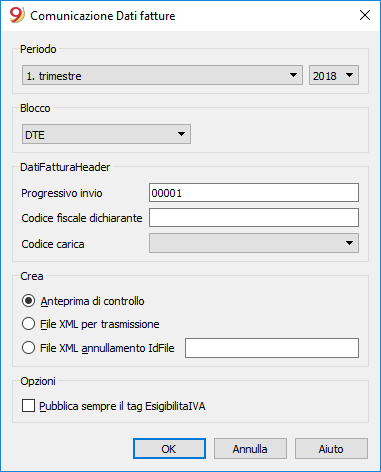 Comunicazione Dati fatture
Periodo
1. trimestre 2018
Blocco
DTE
DatiFatturaHeader
Progressivo invio 00001
Codice fiscale dichiarante
Codice carica
Crea
Anteprima di controllo
File XML per trasmissione
File XML annullamento IdFile
Opzioni
Pubblica sempre il tag EsigibilitaIVA
OK Annulla Aiuto